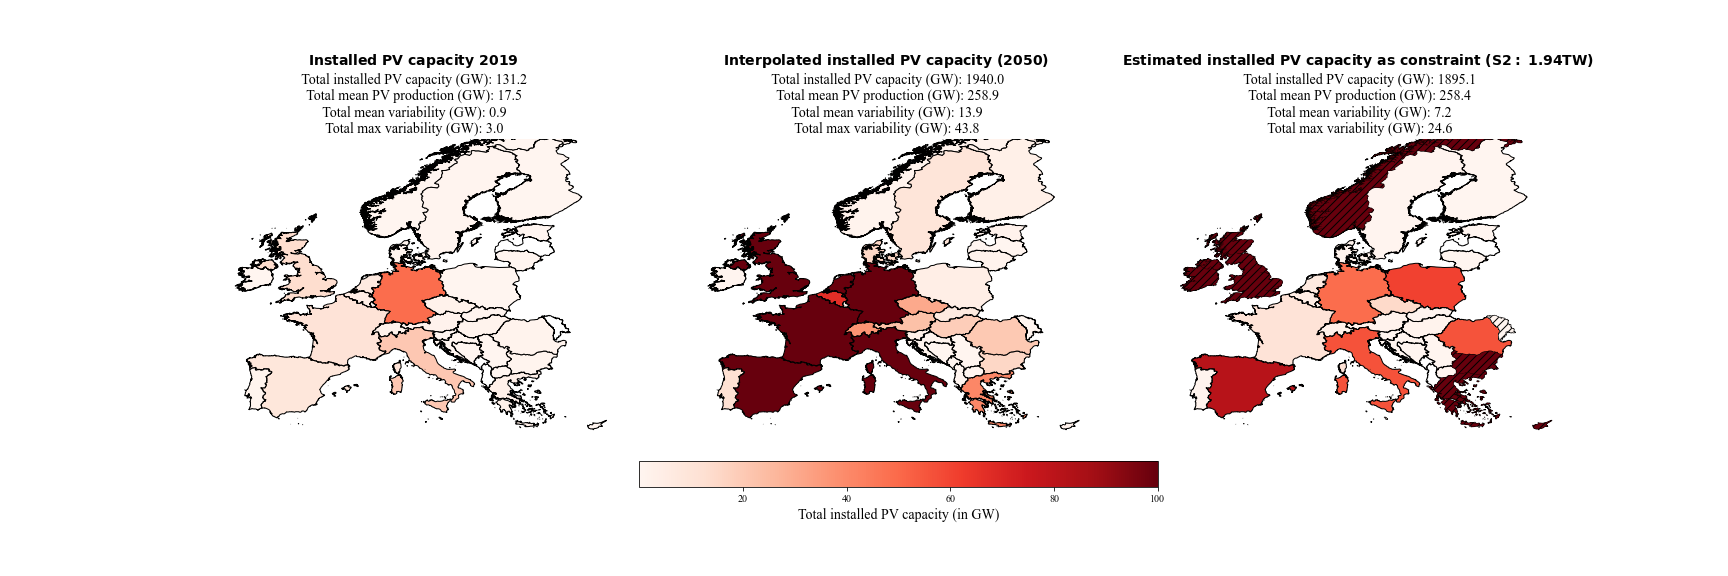 Installed PV capacity 2019
Total installed PV capacity (GW): 131.2
Total mean PV production (GW): 17.5
Total mean variability (GW): 0.9
Total max variability (GW): 3.0
Interpolated installed PV capacity (2050)
Total installed PV capacity (GW): 1940.0
Total mean PV production (GW): 258.9
Total mean variability (GW): 13.9
Total max variability (GW): 43.8
Estimated installed PV capacity as constraint (S2: 1.94TW)
Total installed PV capacity (GW): 1895.1
Total mean PV production (GW): 258.4
Total mean variability (GW): 7.2
Total max variability (GW): 24.6
20 40 60 80 100
Total installed PV capacity (in GW)